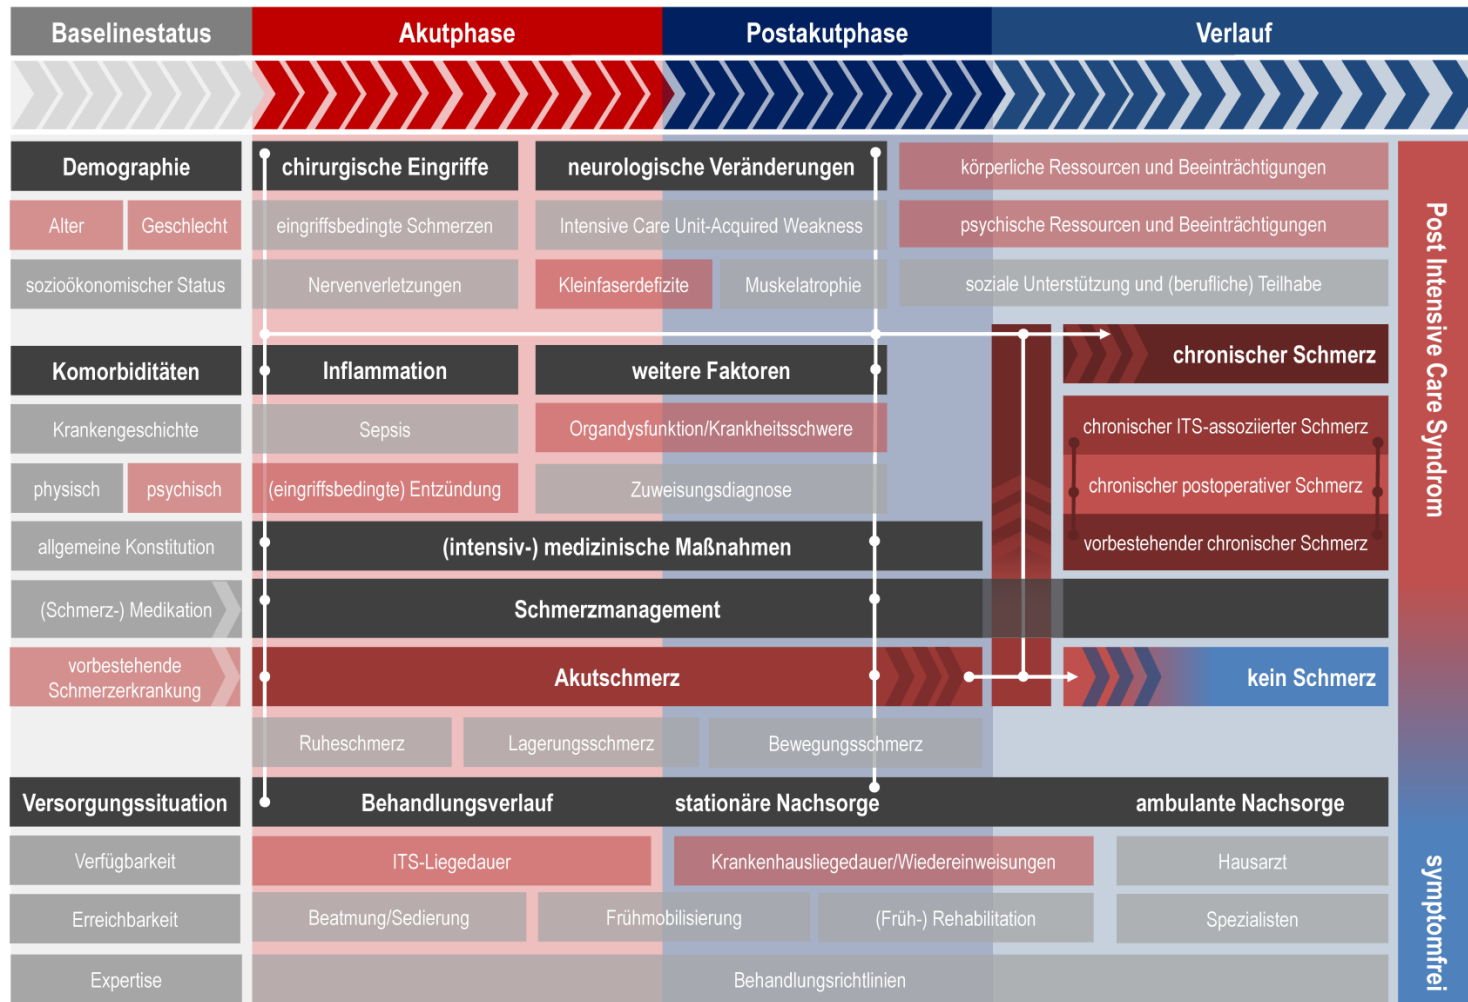 Baselinestatus
Akutphase
Postakutphase
Verlauf
Demographie
chirurgische Eingriffe
neurologische Veränderungen
körperliche Ressourcen und Beeinträchtigungen
Alter
Geschlecht
eingriffsbedingte Schmerzen
Intensive Care Unit-Acquired Weakness
psychische Ressourcen und Beeinträchtigungen
sozioökonomischer Status
Nervenverletzungen
Kleinfaserdefizite
Muskelatrophie
soziale Unterstützung und (berufliche) Teilhabe
chronischer Schmerz
Komorbiditäten
Inflammation
weitere Faktoren
Krankengeschichte
Sepsis
Organdysfunktion/Krankheitsschwere
chronischer ITS-assoziierter Schmerz
physisch
psychisch
(eingriffsbedingte) Entzündung
Zuweisungsdiagnose
chronischer postoperativer Schmerz
allgemeine Konstitution
(intensiv-) medizinische Maßnahmen
vorbestehender chronischer Schmerz
(Schmerz-) Medikation
Schmerzmanagement
vorbestehende
Schmerzerkrankung
Akutschmerz
kein Schmerz
Ruheschmerz
Lagerungsschmerz
Bewegungsschmerz
Versorgungssituation
Behandlungsverlauf
stationäre Nachsorge
ambulante Nachsorge
Verfügbarkeit
ITS-Liegedauer
Krankenhausliegedauer/Wiedereinweisungen
Hausarzt
Erreichbarkeit
Beatmung/Sedierung
Frühmobilisierung
(Früh-) Rehabilitation
Spezialisten
Expertise
Behandlungsrichtlinien
Post Intensive Care Syndrom
symptomfrei